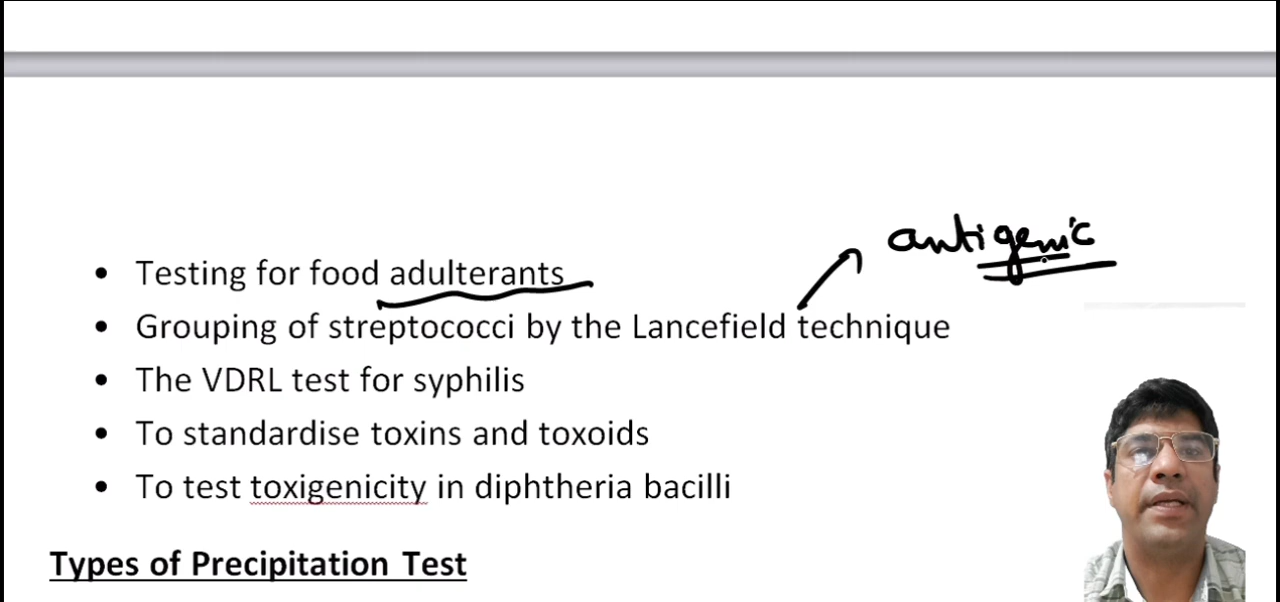 antigenic
• Testing for food adulterants
• Grouping of streptococci by the Lancefield technique
• The VDRL test for syphilis
• To standardise toxins and toxoids
• To test toxigenicity in diphtheria bacilli
Types of Precipitation Test